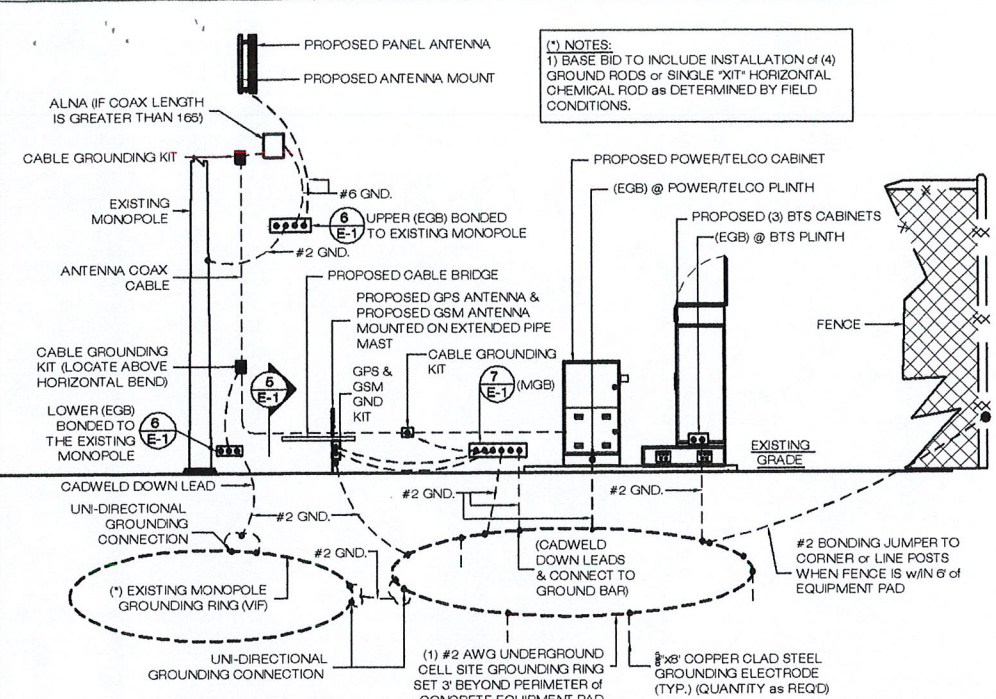 PROPOSED PANEL ANTENNA
PROPOSED ANTENNA MOUNT
(*) NOTES:
1) BASE BID TO INCLUDE INSTALLATION of (4)
GROUND RODS or SINGLE "XIT" HORIZONTAL
CHEMICAL ROD as DETERMINED BY FIELD
CONDITIONS.
ALNA (IF COAX LENGTH
IS GREATER THAN 165')
CABLE GROUNDING KIT
EXISTING
MONOPOLE
#6 GND.
6
E-1
UPPER (EGB) BONDED
TO EXISTING MONOPOLE
#2 GND.
ANTENNA COAX
CABLE
PROPOSED CABLE BRIDGE
PROPOSED GPS ANTENNA &
PROPOSED GSM ANTENNA
MOUNTED ON EXTENDED PIPE
MAST
PROPOSED POWER/TELCO CABINET
(EGB) @ POWER/TELCO PLINTH
PROPOSED (3) BTS CABINETS
(EGB) @ BTS PLINTH
FENCE
CABLE GROUNDING
KIT (LOCATE ABOVE
HORIZONTAL BEND)
5
E-1
GPS &
GSM
GND
KIT
CABLE GROUNDING
KIT
7
E-1
(MGB)
LOWER (EGB)
BONDED TO
THE EXISTING
MONOPOLE
6
E-1
EXISTING
GRADE
CADWELD DOWN LEAD
UNI-DIRECTIONAL
GROUNDING
CONNECTION
#2 GND.
#2 GND.
#2 GND.
#2 GND.
(CADWELD
DOWN LEADS
& CONNECT TO
GROUND BAR)
#2 BONDING JUMPER TO
CORNER or LINE POSTS
WHEN FENCE IS w/IN 6' of
EQUIPMENT PAD
(*) EXISTING MONOPOLE
GROUNDING RING (VIF)
UNI-DIRECTIONAL
GROUNDING CONNECTION
(1) #2 AWG UNDERGROUND
CELL SITE GROUNDING RING
SET 3' BEYOND PERIMETER of
CONCRETE EQUIPMENT PAD
x8' COPPER CLAD STEEL
GROUNDING ELECTRODE
(TYP.) (QUANTITY as REQD)